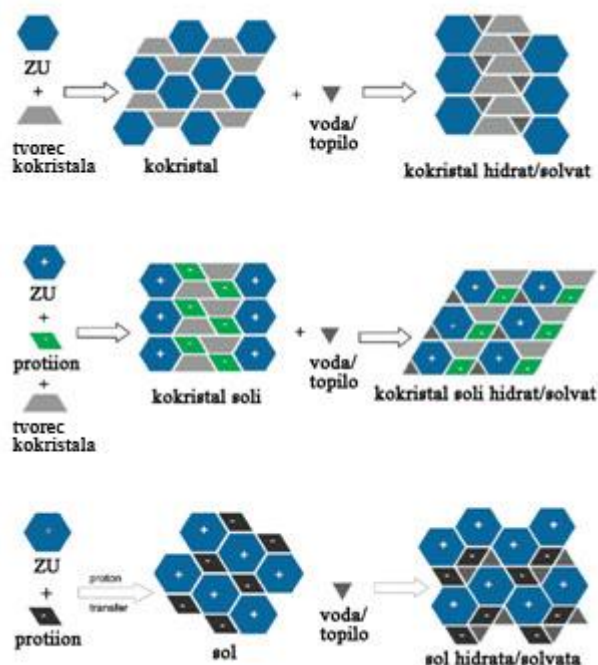 ZU
+
tvorec
kokristala
kokristal
+
voda/
topilo
kokristal hidrat/solvat
ZU
+
protiion
+
tvorec
kokristala
kokristal soli
+
voda/
topilo
kokristal soli hidrat/solvat
ZU
+
protiion
proton
transfer
sol
voda/
topilo
sol hidrata/solvata